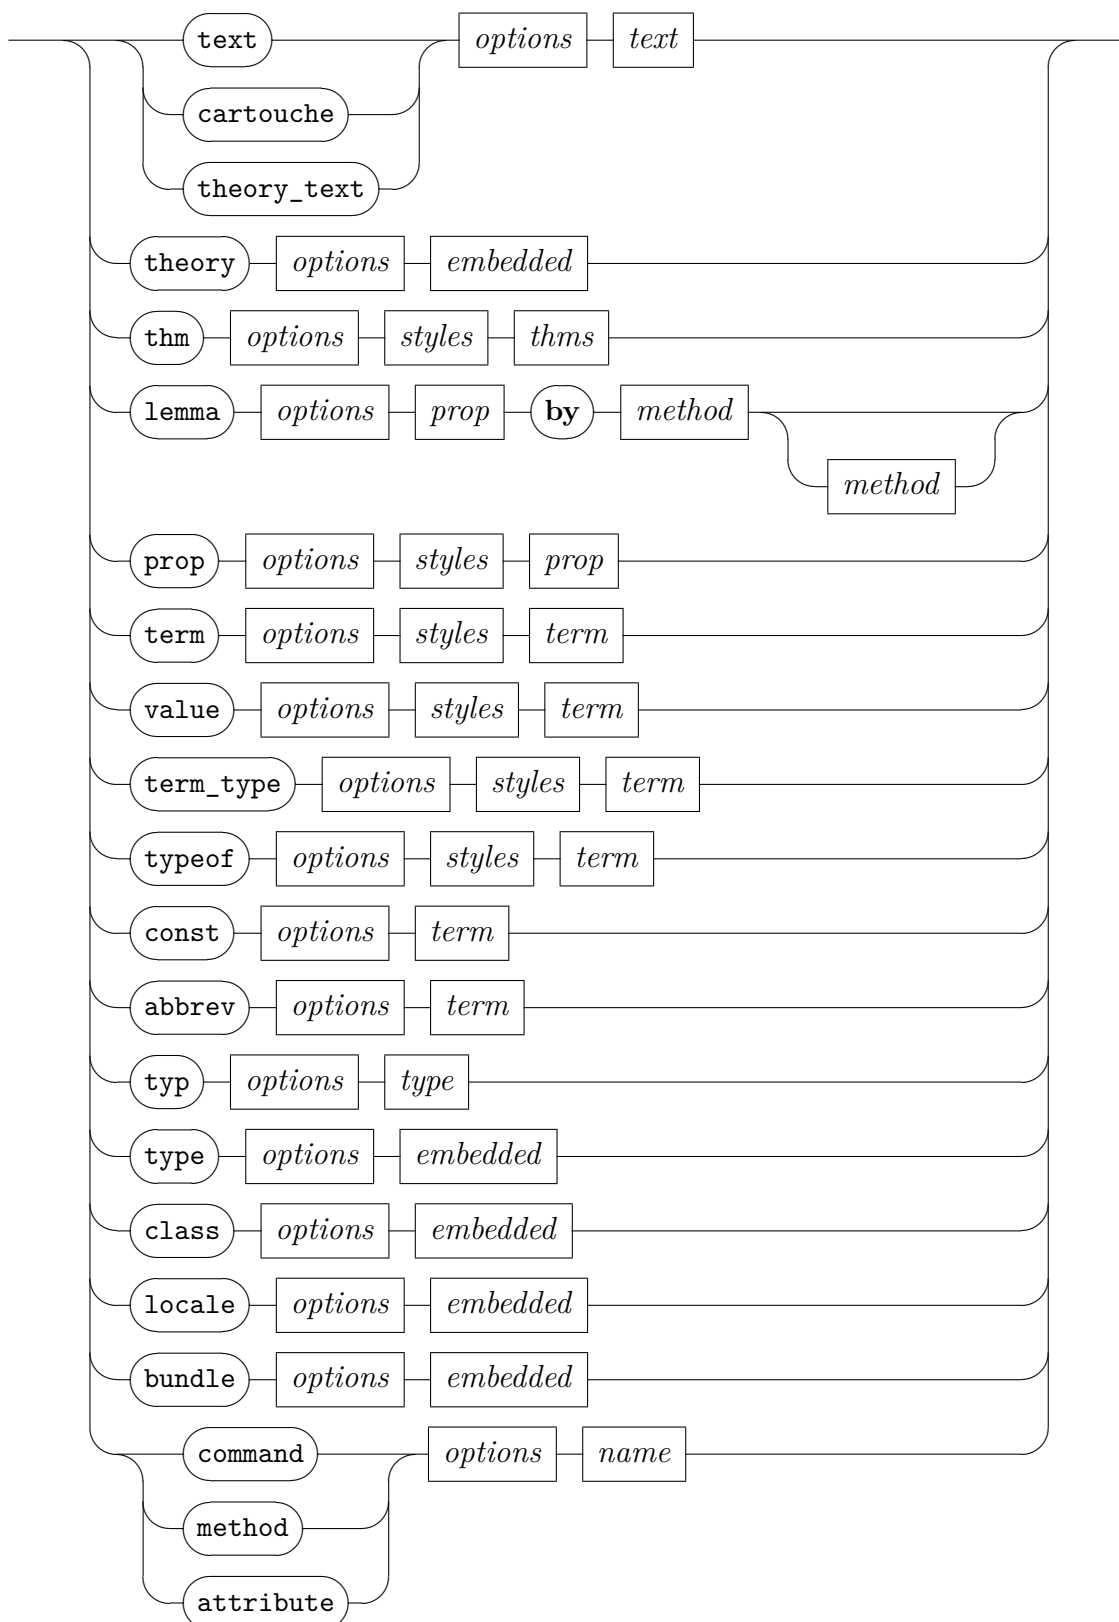 text options text
cartouche
theory_text
theory options embedded
thm options styles thms
lemma options prop by method
method
prop options styles prop
term options styles term
value options styles term
term_type options styles term
typeof options styles term
const options term
abbrev options term
typ options type
type options embedded
class options embedded
locale options embedded
bundle options embedded
command options name
method
attribute